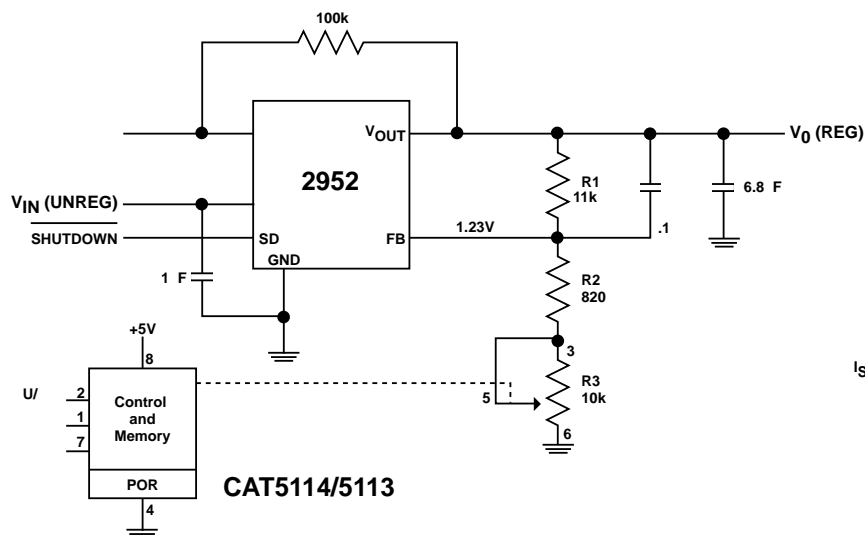 100k
VOUT
V0 (REG)
2952
R1
11k
6.8 F
VIN (UNREG)
SHUTDOWN
SD
FB
1.23V
.1
GND
1 F
R2
820
+5V
8
3
IS
U/
2
1
7
Control
and
Memory
5
R3
10k
6
POR
CAT5114/5113
4